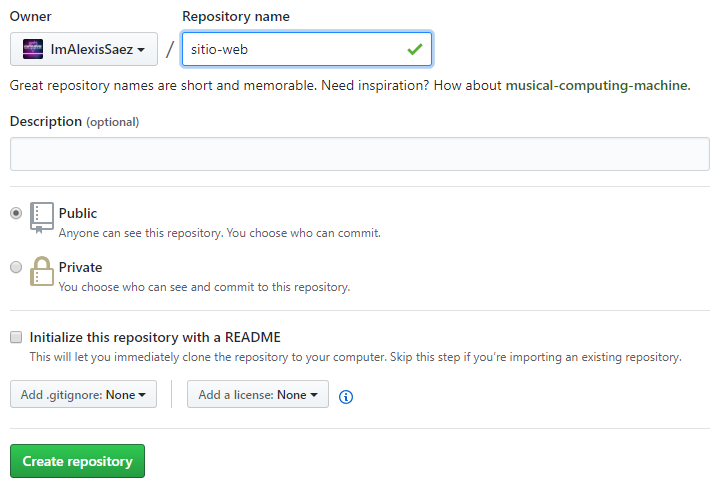 Owner Repository name
ImAlexisSaez / sitio-web
Great repository names are short and memorable. Need inspiration? How about musical-computing-machine.
Description (optional)
Public
Anyone can see this repository. You choose who can commit.
Private
You choose who can see and commit to this repository.
Initialize this repository with a README
This will let you immediately clone the repository to your computer. Skip this step if you’re importing an existing repository.
Add .gitignore: None Add a license: None
Create repository